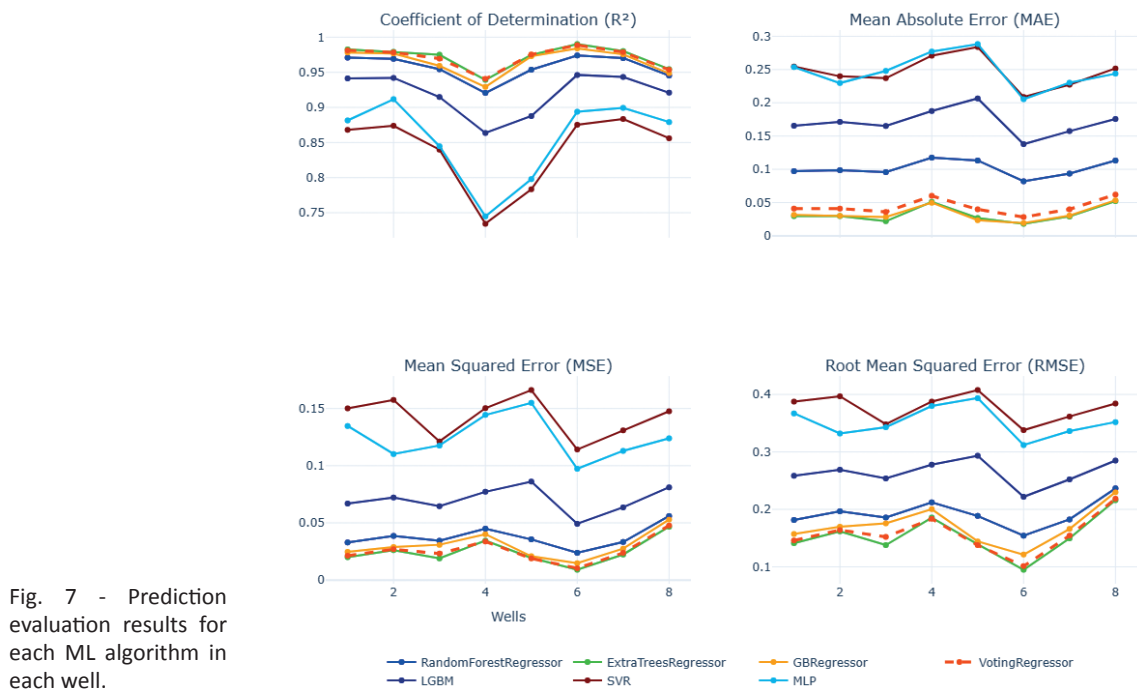 Coefficient of Determination (R²)
1
0.95
0.9
0.85
0.8
0.75
Mean Absolute Error (MAE)
0.3
0.25
0.2
0.15
0.1
0.05
0
Mean Squared Error (MSE)
0.15
0.1
0.05
0
2
4
6
8
Wells
Root Mean Squared Error (RMSE)
0.4
0.3
0.2
0.1
2
4
6
8
RandomForestRegressor
ExtraTreesRegressor
GBRegressor
VotingRegressor
LGBM
SVR
MLP
Fig. 7 - Prediction
evaluation results for
each ML algorithm in
each well.